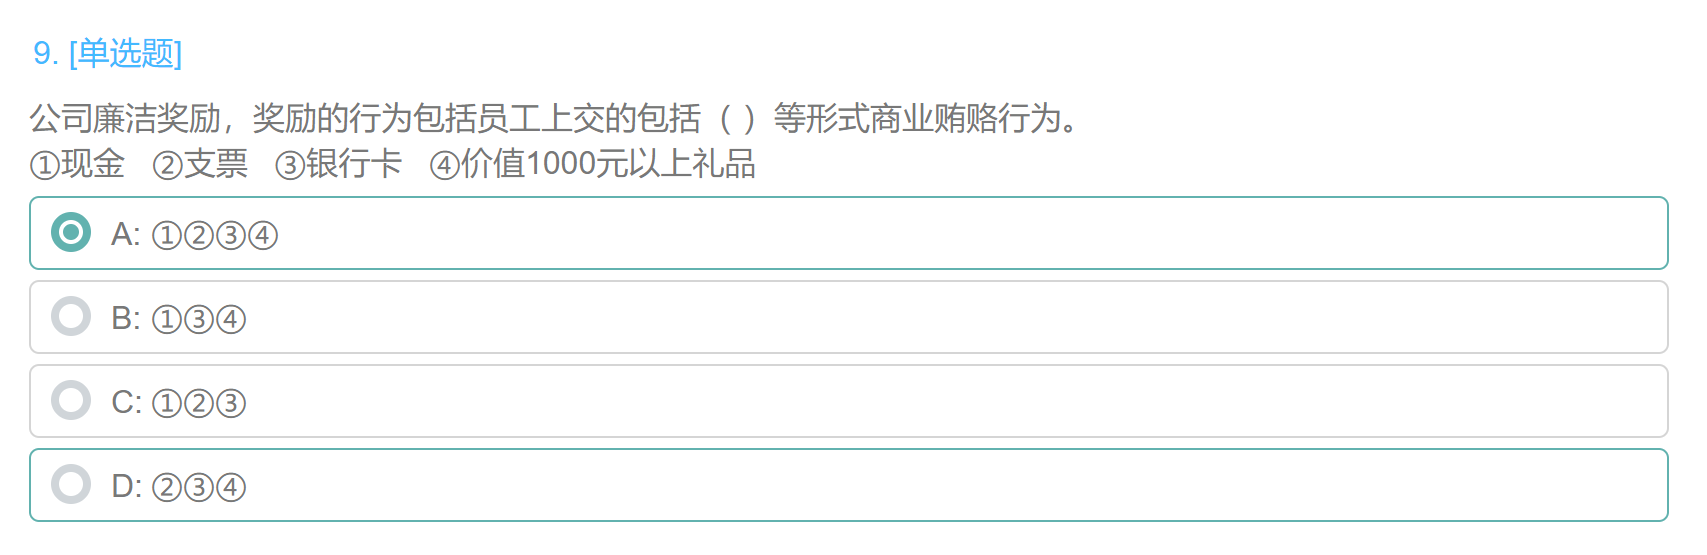 9. [单选题]
公司廉洁奖励，奖励的行为包括员工上交的包括（ ）等形式商业贿赂行为。
①现金 ②支票 ③银行卡 ④价值1000元以上礼品
A: ①②③④
B: ①③④
C: ①②③
D: ②③④